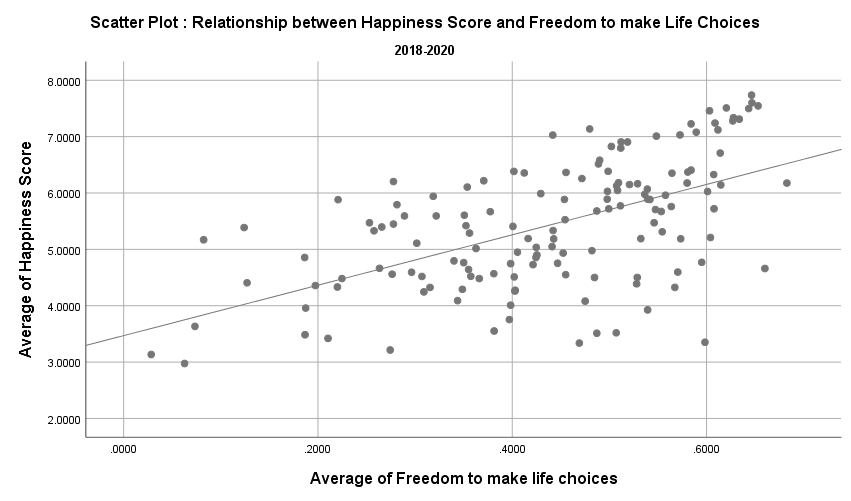 Scatter Plot : Relationship between Happiness Score and Freedom to make Life Choices
2018-2020
8.0000
7.0000
6.0000
5.0000
4.0000
3.0000
2.0000
Average of Happiness Score
.0000 .2000 .4000 .6000
Average of Freedom to make life choices